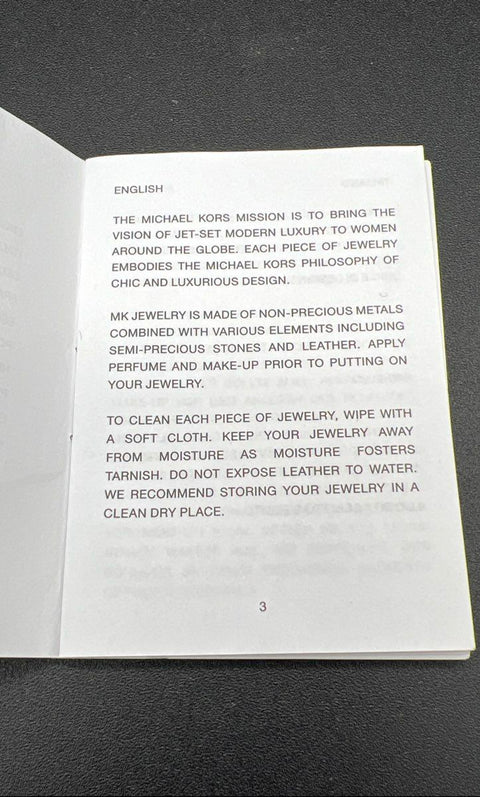 ENGLISH
THE MICHAEL KORS MISSION IS TO BRING THE
VISION OF JET-SET MODERN LUXURY TO WOMEN
AROUND THE GLOBE. EACH PIECE OF JEWELRY
EMBODIES THE MICHAEL KORS PHILOSOPHY OF
CHIC AND LUXURIOUS DESIGN.
MK JEWELRY IS MADE OF NON-PRECIOUS METALS
COMBINED WITH VARIOUS ELEMENTS INCLUDING
SEMI-PRECIOUS STONES AND LEATHER. APPLY
PERFUME AND MAKE-UP PRIOR TO PUTTING ON
YOUR JEWELRY.
TO CLEAN EACH PIECE OF JEWELRY, WIPE WITH
A SOFT CLOTH. KEEP YOUR JEWELRY AWAY
FROM MOISTURE AS MOISTURE FOSTERS
TARNISH. DO NOT EXPOSE LEATHER TO WATER.
WE RECOMMEND STORING YOUR JEWELRY IN A
CLEAN DRY PLACE.
3